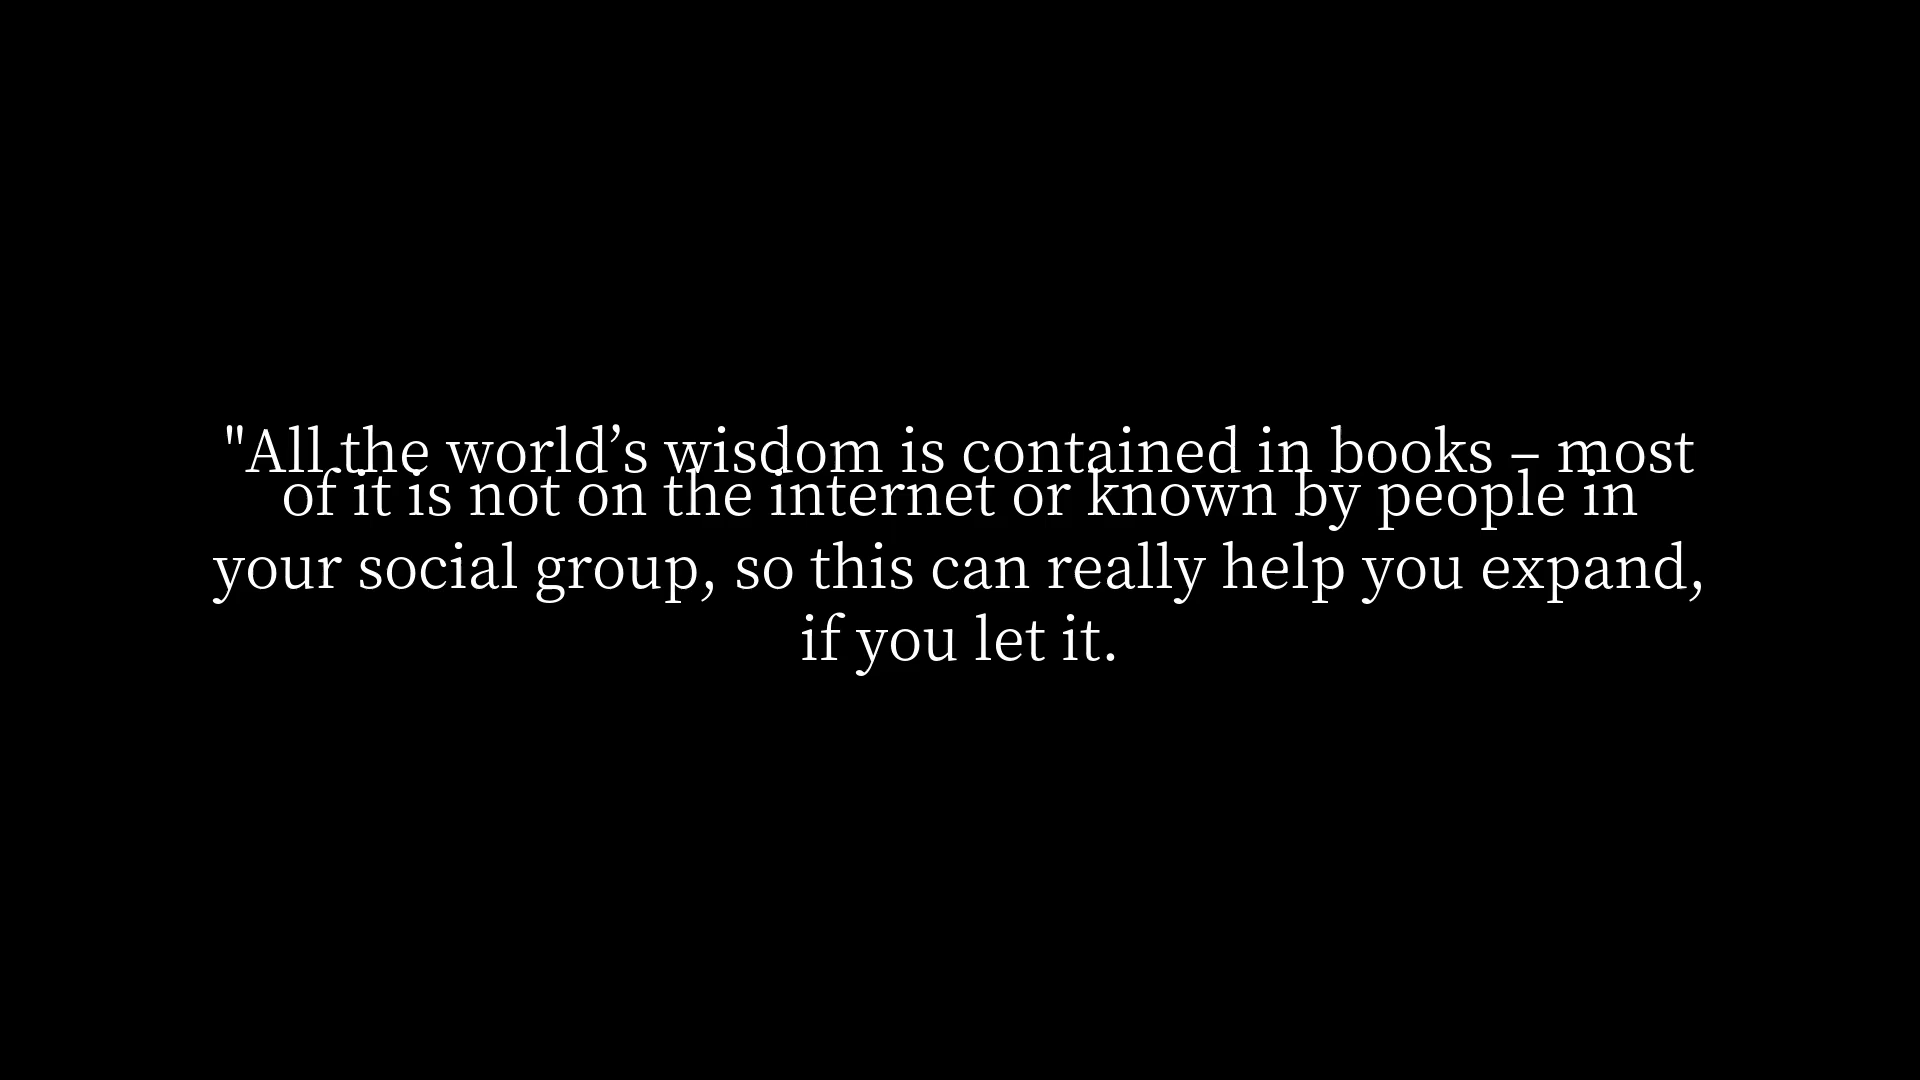 "All the world’s wisdom is contained in books – most
of it is not on the internet or known by people in
your social group, so this can really help you expand,
if you let it.